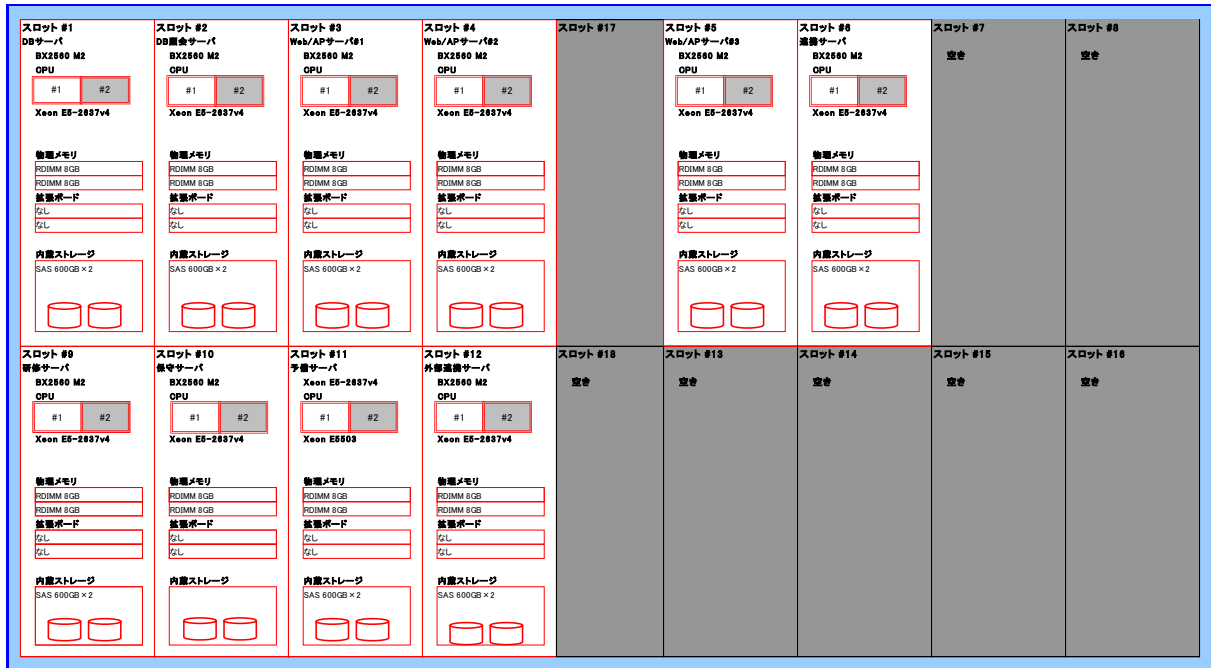 スロット #1
DBサーバ
BX2560 M2
CPU
#1 #2
Xeon E5-2637v4
物理メモリ
RDIMM 8GB
RDIMM 8GB
拡張ボード
なし
なし
内蔵ストレージ
SAS 600GB×2
スロット #2
DB照会サーバ
BX2560 M2
CPU
#1 #2
Xeon E5-2637v4
物理メモリ
RDIMM 8GB
RDIMM 8GB
拡張ボード
なし
なし
内蔵ストレージ
SAS 600GB×2
スロット #3
Web/APサーバ#1
BX2560 M2
CPU
#1 #2
Xeon E5-2637v4
物理メモリ
RDIMM 8GB
RDIMM 8GB
拡張ボード
なし
なし
内蔵ストレージ
SAS 600GB×2
スロット #4
Web/APサーバ#2
BX2560 M2
CPU
#1 #2
Xeon E5-2637v4
物理メモリ
RDIMM 8GB
RDIMM 8GB
拡張ボード
なし
なし
内蔵ストレージ
SAS 600GB×2
スロット #17
スロット #5
Web/APサーバ#3
BX2560 M2
CPU
#1 #2
Xeon E5-2637v4
物理メモリ
RDIMM 8GB
RDIMM 8GB
拡張ボード
なし
なし
内蔵ストレージ
SAS 600GB×2
スロット #6
連携サーバ
BX2560 M2
CPU
#1 #2
Xeon E5-2637v4
物理メモリ
RDIMM 8GB
RDIMM 8GB
拡張ボード
なし
なし
内蔵ストレージ
SAS 600GB×2
スロット #7
空き
スロット #8
空き
スロット #9
研修サーバ
BX2560 M2
CPU
#1 #2
Xeon E5-2637v4
物理メモリ
RDIMM 8GB
RDIMM 8GB
拡張ボード
なし
なし
内蔵ストレージ
SAS 600GB×2
スロット #10
保守サーバ
BX2560 M2
CPU
#1 #2
Xeon E5-2637v4
物理メモリ
RDIMM 8GB
RDIMM 8GB
拡張ボード
なし
なし
内蔵ストレージ
スロット #11
予備サーバ
Xeon E5-2637v4
CPU
#1 #2
Xeon E5503
物理メモリ
RDIMM 8GB
RDIMM 8GB
拡張ボード
なし
なし
内蔵ストレージ
SAS 600GB×2
スロット #12
外部連携サーバ
BX2560 M2
CPU
#1 #2
Xeon E5-2637v4
物理メモリ
RDIMM 8GB
RDIMM 8GB
拡張ボード
なし
なし
内蔵ストレージ
SAS 600GB×2
スロット #18
空き
スロット #13
空き
スロット #14
空き
スロット #15
空き
スロット #16
空き